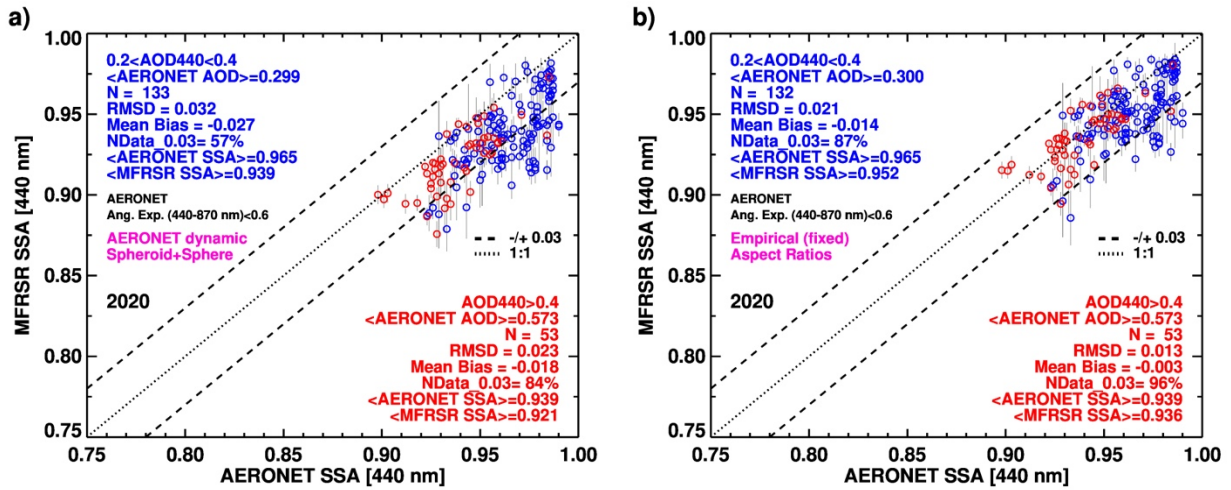 a)
1.00
0.95
0.90
0.85
0.80
0.75
MFRSR SSA [440 nm]
0.2<AOD440<0.4
<AERONET AOD>=0.299
N = 133
RMSD = 0.032
Mean Bias = -0.027
NData_0.03= 57%
<AERONET SSA>=0.965
<MFRSR SSA>=0.939
AERONET
Ang. Exp. (440-870 nm)<0.6
AERONET dynamic
Spheroid+Sphere
-/+ 0.03
1:1
2020
AOD440>0.4
<AERONET AOD>=0.573
N = 53
RMSD = 0.023
Mean Bias = -0.018
NData_0.03= 84%
<AERONET SSA>=0.939
<MFRSR SSA>=0.921
0.75 0.80 0.85 0.90 0.95 1.00
AERONET SSA [440 nm]
b)
1.00
0.95
0.90
0.85
0.80
0.75
MFRSR SSA [440 nm]
0.2<AOD440<0.4
<AERONET AOD>=0.300
N = 132
RMSD = 0.021
Mean Bias = -0.014
NData_0.03= 87%
<AERONET SSA>=0.965
<MFRSR SSA>=0.952
AERONET
Ang. Exp. (440-870 nm)<0.6
Empirical (fixed)
Aspect Ratios
-/+ 0.03
1:1
2020
AOD440>0.4
<AERONET AOD>=0.573
N = 53
RMSD = 0.013
Mean Bias = -0.003
NData_0.03= 96%
<AERONET SSA>=0.939
<MFRSR SSA>=0.936
0.75 0.80 0.85 0.90 0.95 1.00
AERONET SSA [440 nm]